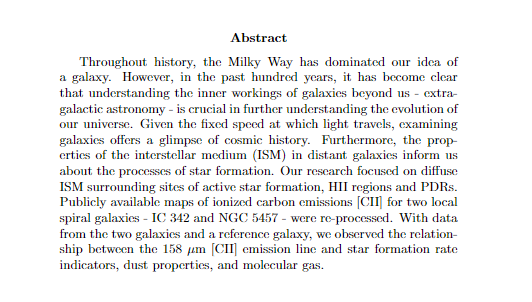 Abstract
Throughout history, the Milky Way has dominated our idea of
a galaxy. However, in the past hundred years, it has become clear
that understanding the inner workings of galaxies beyond us - extra-
galactic astronomy - is crucial in further understanding the evolution of
our universe. Given the fixed speed at which light travels, examining
galaxies offers a glimpse of cosmic history. Furthermore, the prop-
erties of the interstellar medium (ISM) in distant galaxies inform us
about the processes of star formation. Our research focused on diffuse
ISM surrounding sites of active star formation, HII regions and PDRs.
Publicly available maps of ionized carbon emissions [CII] for two local
spiral galaxies - IC 342 and NGC 5457 - were re-processed. With data
from the two galaxies and a reference galaxy, we observed the relation-
ship between the 158 μm [CII] emission line and star formation rate
indicators, dust properties, and molecular gas.